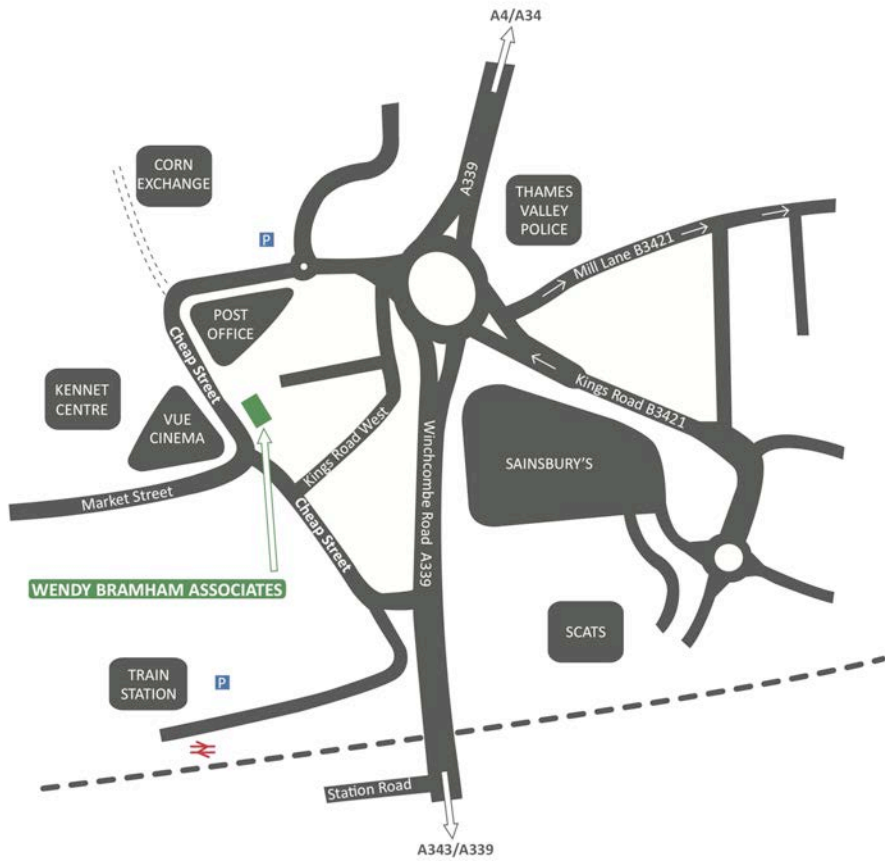 A4/A34
A339
CORN
EXCHANGE
THAMES
VALLEY
POLICE
P
Mill Lane B3421
POST
OFFICE
Cheap Street
KENNET
CENTRE
VUE
CINEMA
Kings Road B3421
Kings Road West
Winchcombe Road A339
SAINSBURY'S
Market Street
Cheap Street
WENDY BRAMHAM ASSOCIATES
SCATS
TRAIN
STATION
P
Station Road
A343/A339